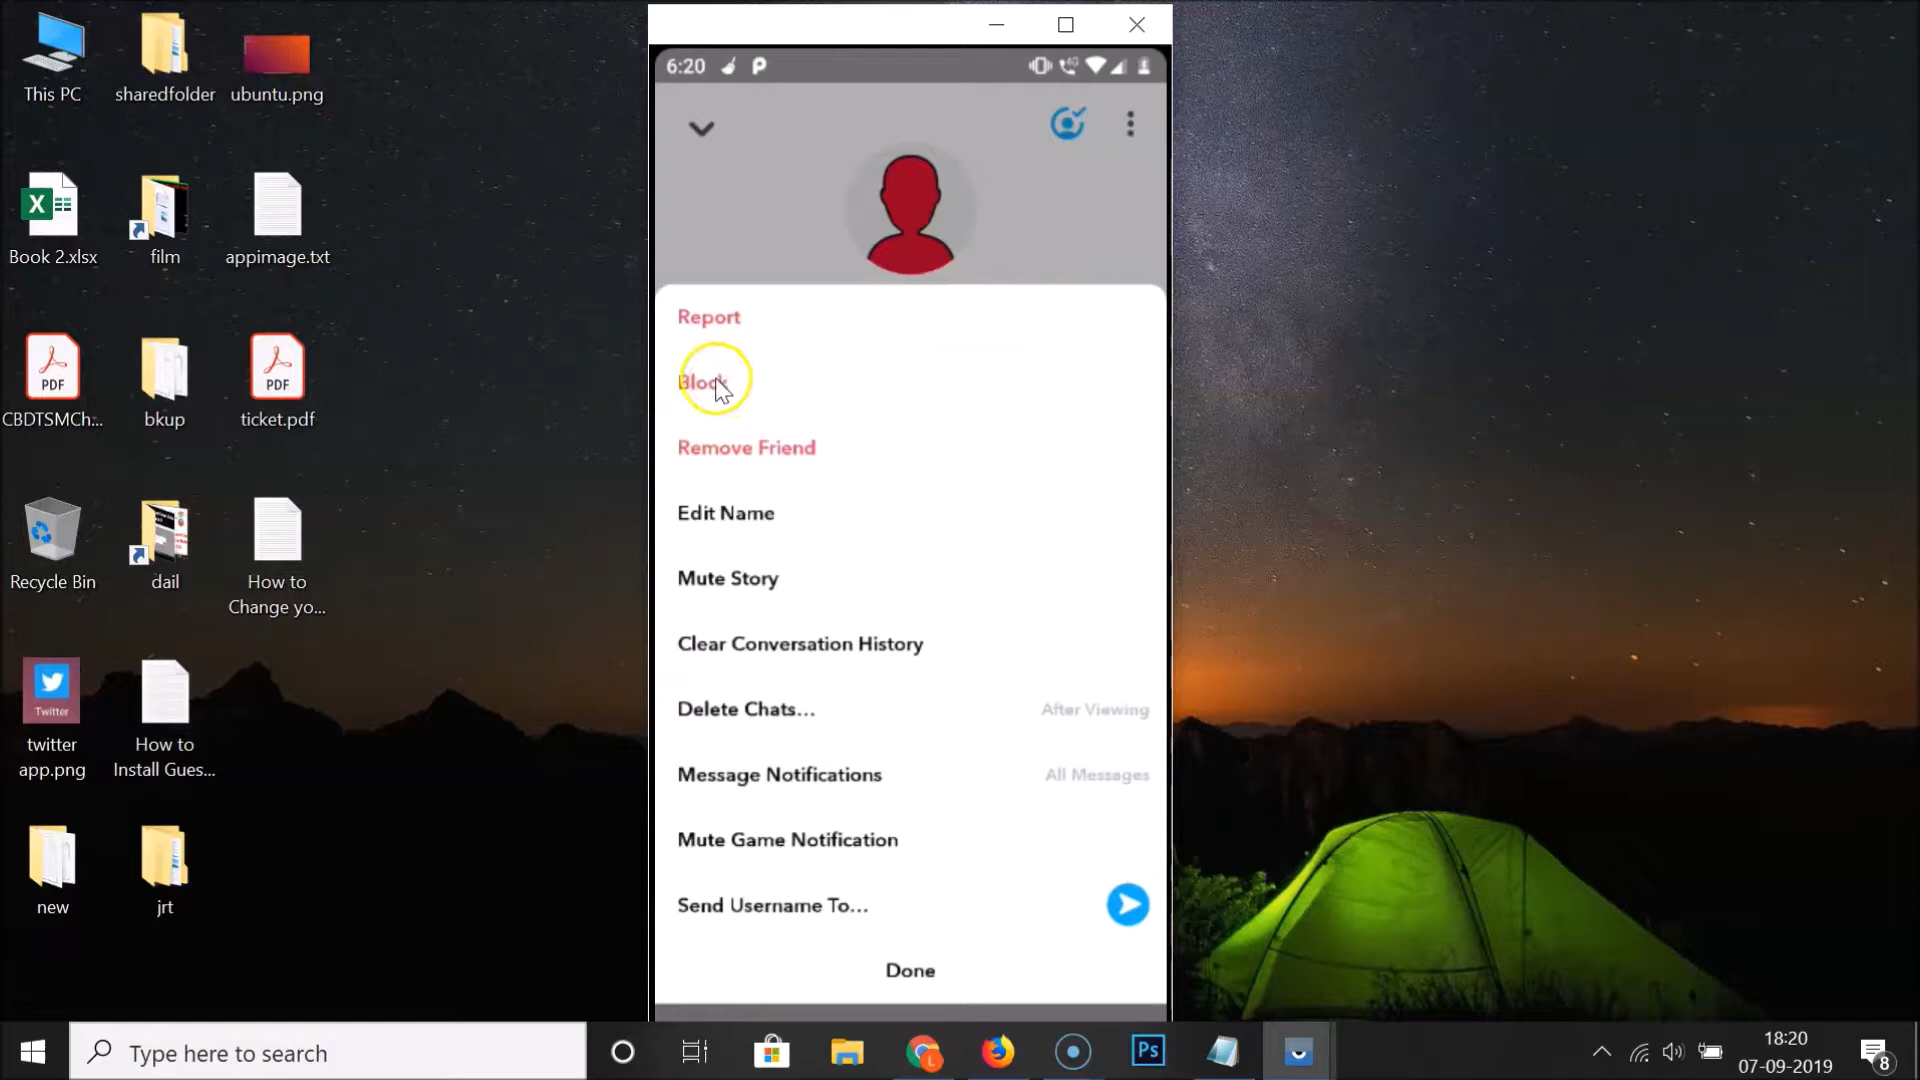 This PC
sharedfolder
ubuntu.png
Book 2.xlsx
film
appimage.txt
PDF
CBDTSMCh...
bkup
PDF
ticket.pdf
Recycle Bin
dail
How to
Change yo...
Twitter
twitter
app.png
How to
Install Gues...
new
jrt
6:20
4G
Report
Block
Remove Friend
Edit Name
Mute Story
Clear Conversation History
Delete Chats...
After Viewing
Message Notifications
All Messages
Mute Game Notification
Send Username To...
Done
Type here to search
L
Ps
18:20
07-09-2019
8